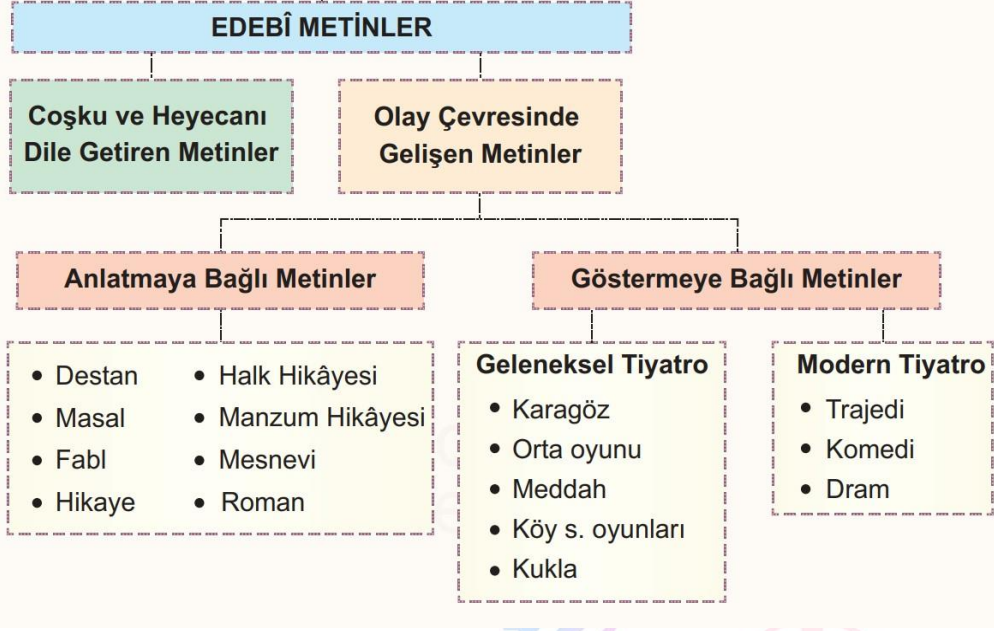 EDEBÎ METİNLER
Coşku ve Heyecanı
Dile Getiren Metinler
Olay Çevresinde
Gelişen Metinler
Anlatmaya Bağlı Metinler
Göstermeye Bağlı Metinler
• Destan
• Masal
• Fabl
• Hikaye
• Halk Hikâyesi
• Manzum Hikâyesi
• Mesnevi
• Roman
Geleneksel Tiyatro
• Karagöz
• Orta oyunu
• Meddah
• Köy s. oyunları
• Kukla
Modern Tiyatro
• Trajedi
• Komedi
• Dram